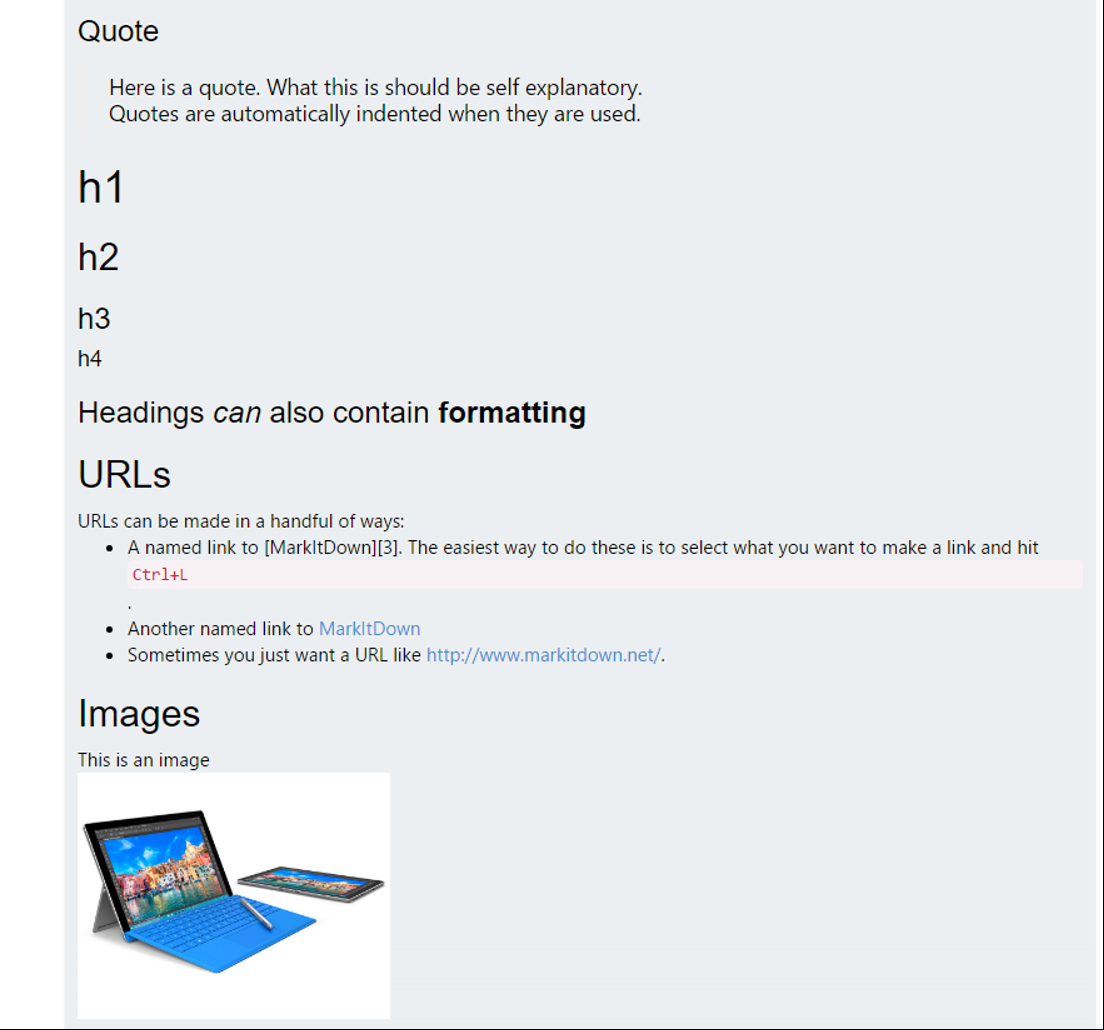 Quote
Here is a quote. What this is should be self explanatory.
Quotes are automatically indented when they are used.
h1
h2
h3
h4
Headings can also contain formatting
URLs
URLs can be made in a handful of ways:
• A named link to [MarkItDown][3]. The easiest way to do these is to select what you want to make a link and hit
Ctrl+L
.
• Another named link to MarkItDown
• Sometimes you just want a URL like http://www.markitdown.net/.
Images
This is an image